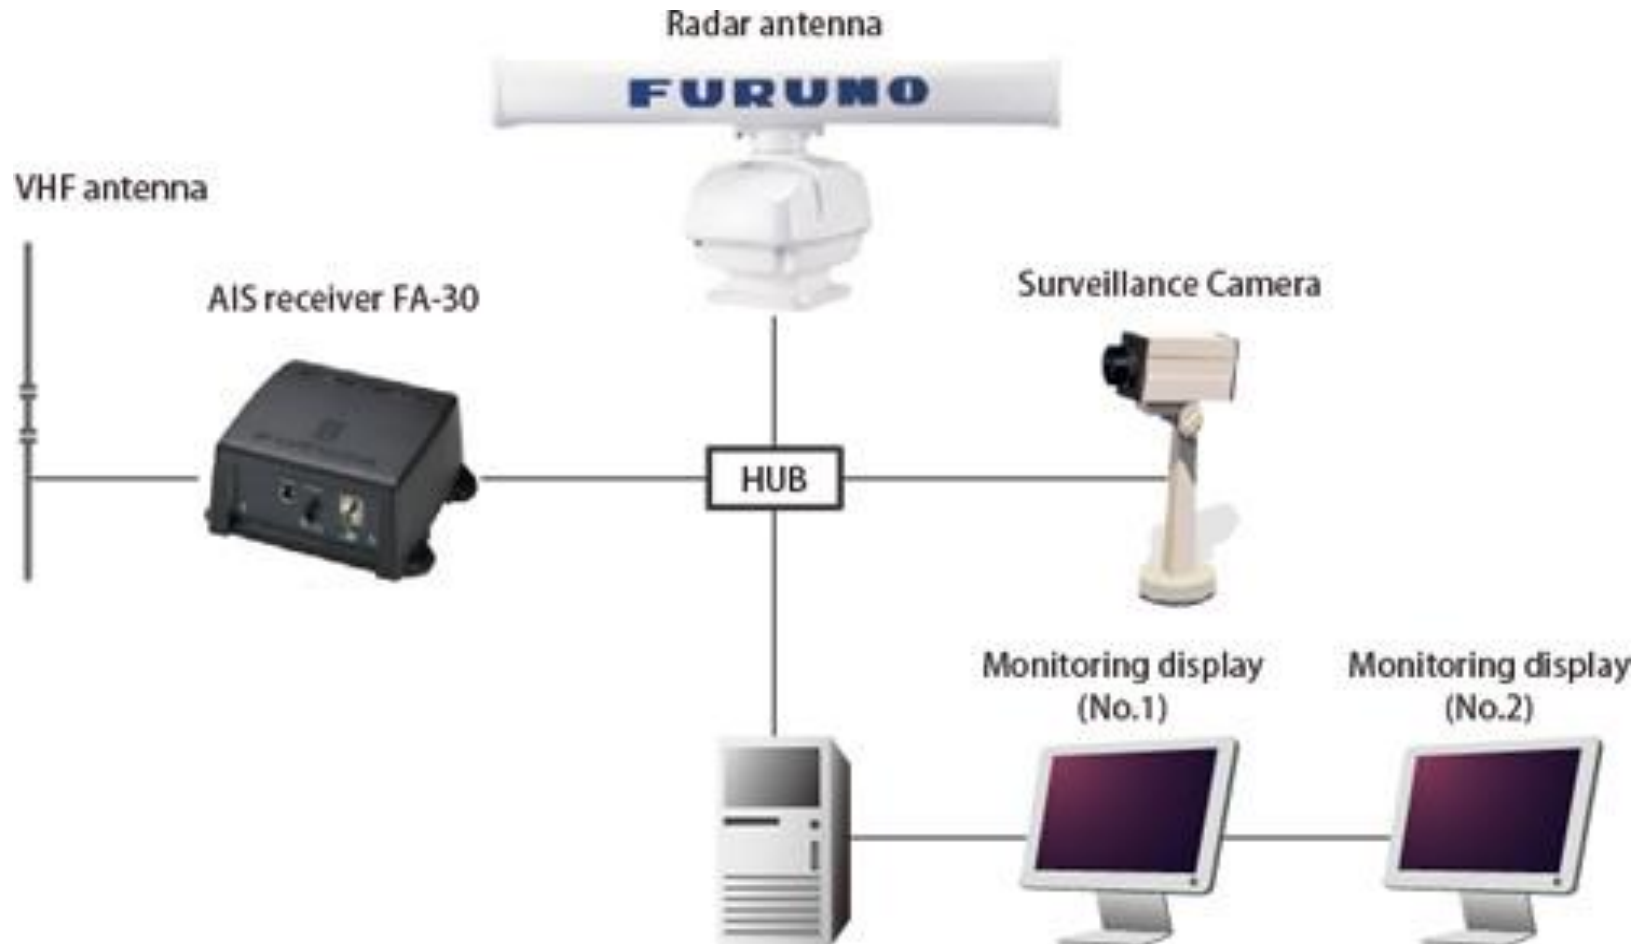 Radar antenna
FURUNO
VHF antenna
AIS receiver FA-30
Surveillance Camera
HUB
Monitoring display
(No.1)
Monitoring display
(No.2)